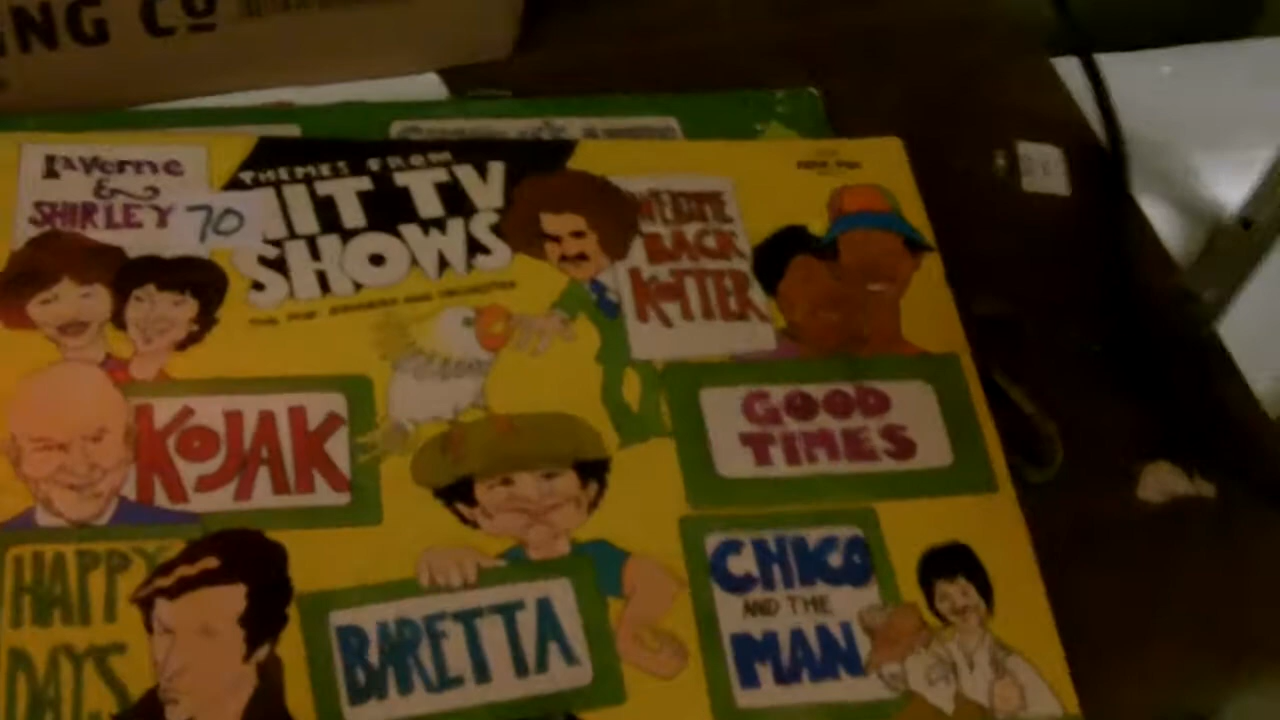 NG CO
LAVERNE
&
SHIRLEY
70
THEMES FROM
HIT TV
SHOWS
WELCOME
BACK
KOTTER
KOJAK
GOOD
TIMES
HAPPY
DAYS
BARETTA
CHICO
AND THE
MAN